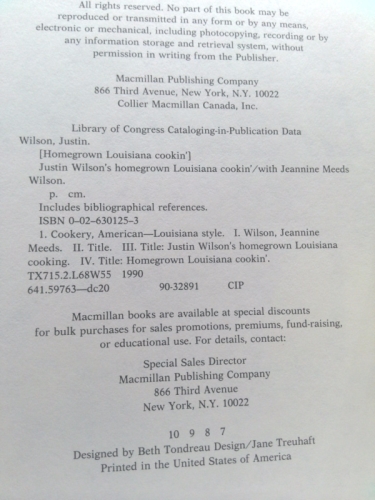 All rights reserved. No part of this book may be
reproduced or transmitted in any form or by any means,
electronic or mechanical, including photocopying, recording or by
any information storage and retrieval system, without
permission in writing from the Publisher.
Macmillan Publishing Company
866 Third Avenue, New York, N.Y. 10022
Collier Macmillan Canada, Inc.
Library of Congress Cataloging-in-Publication Data
Wilson, Justin.
[Homegrown Louisiana cookin']
Justin Wilson's homegrown Louisiana cookin'/with Jeannine Meeds
Wilson.
p. cm.
Includes bibliographical references.
ISBN 0–02–630125–3
1. Cookery, American—Louisiana style. I. Wilson, Jeannine
Meeds. II. Title. III. Title: Justin Wilson's homegrown Louisiana
cooking. IV. Title: Homegrown Louisiana cookin'.
TX715.2.L68W55 1990
641.59763—dc20 90-32891 CIP
Macmillan books are available at special discounts
for bulk purchases for sales promotions, premiums, fund-raising,
or educational use. For details, contact:
Special Sales Director
Macmillan Publishing Company
866 Third Avenue
New York, N.Y. 10022
10 9 8 7
Designed by Beth Tondreau Design/Jane Treuhaft
Printed in the United States of America